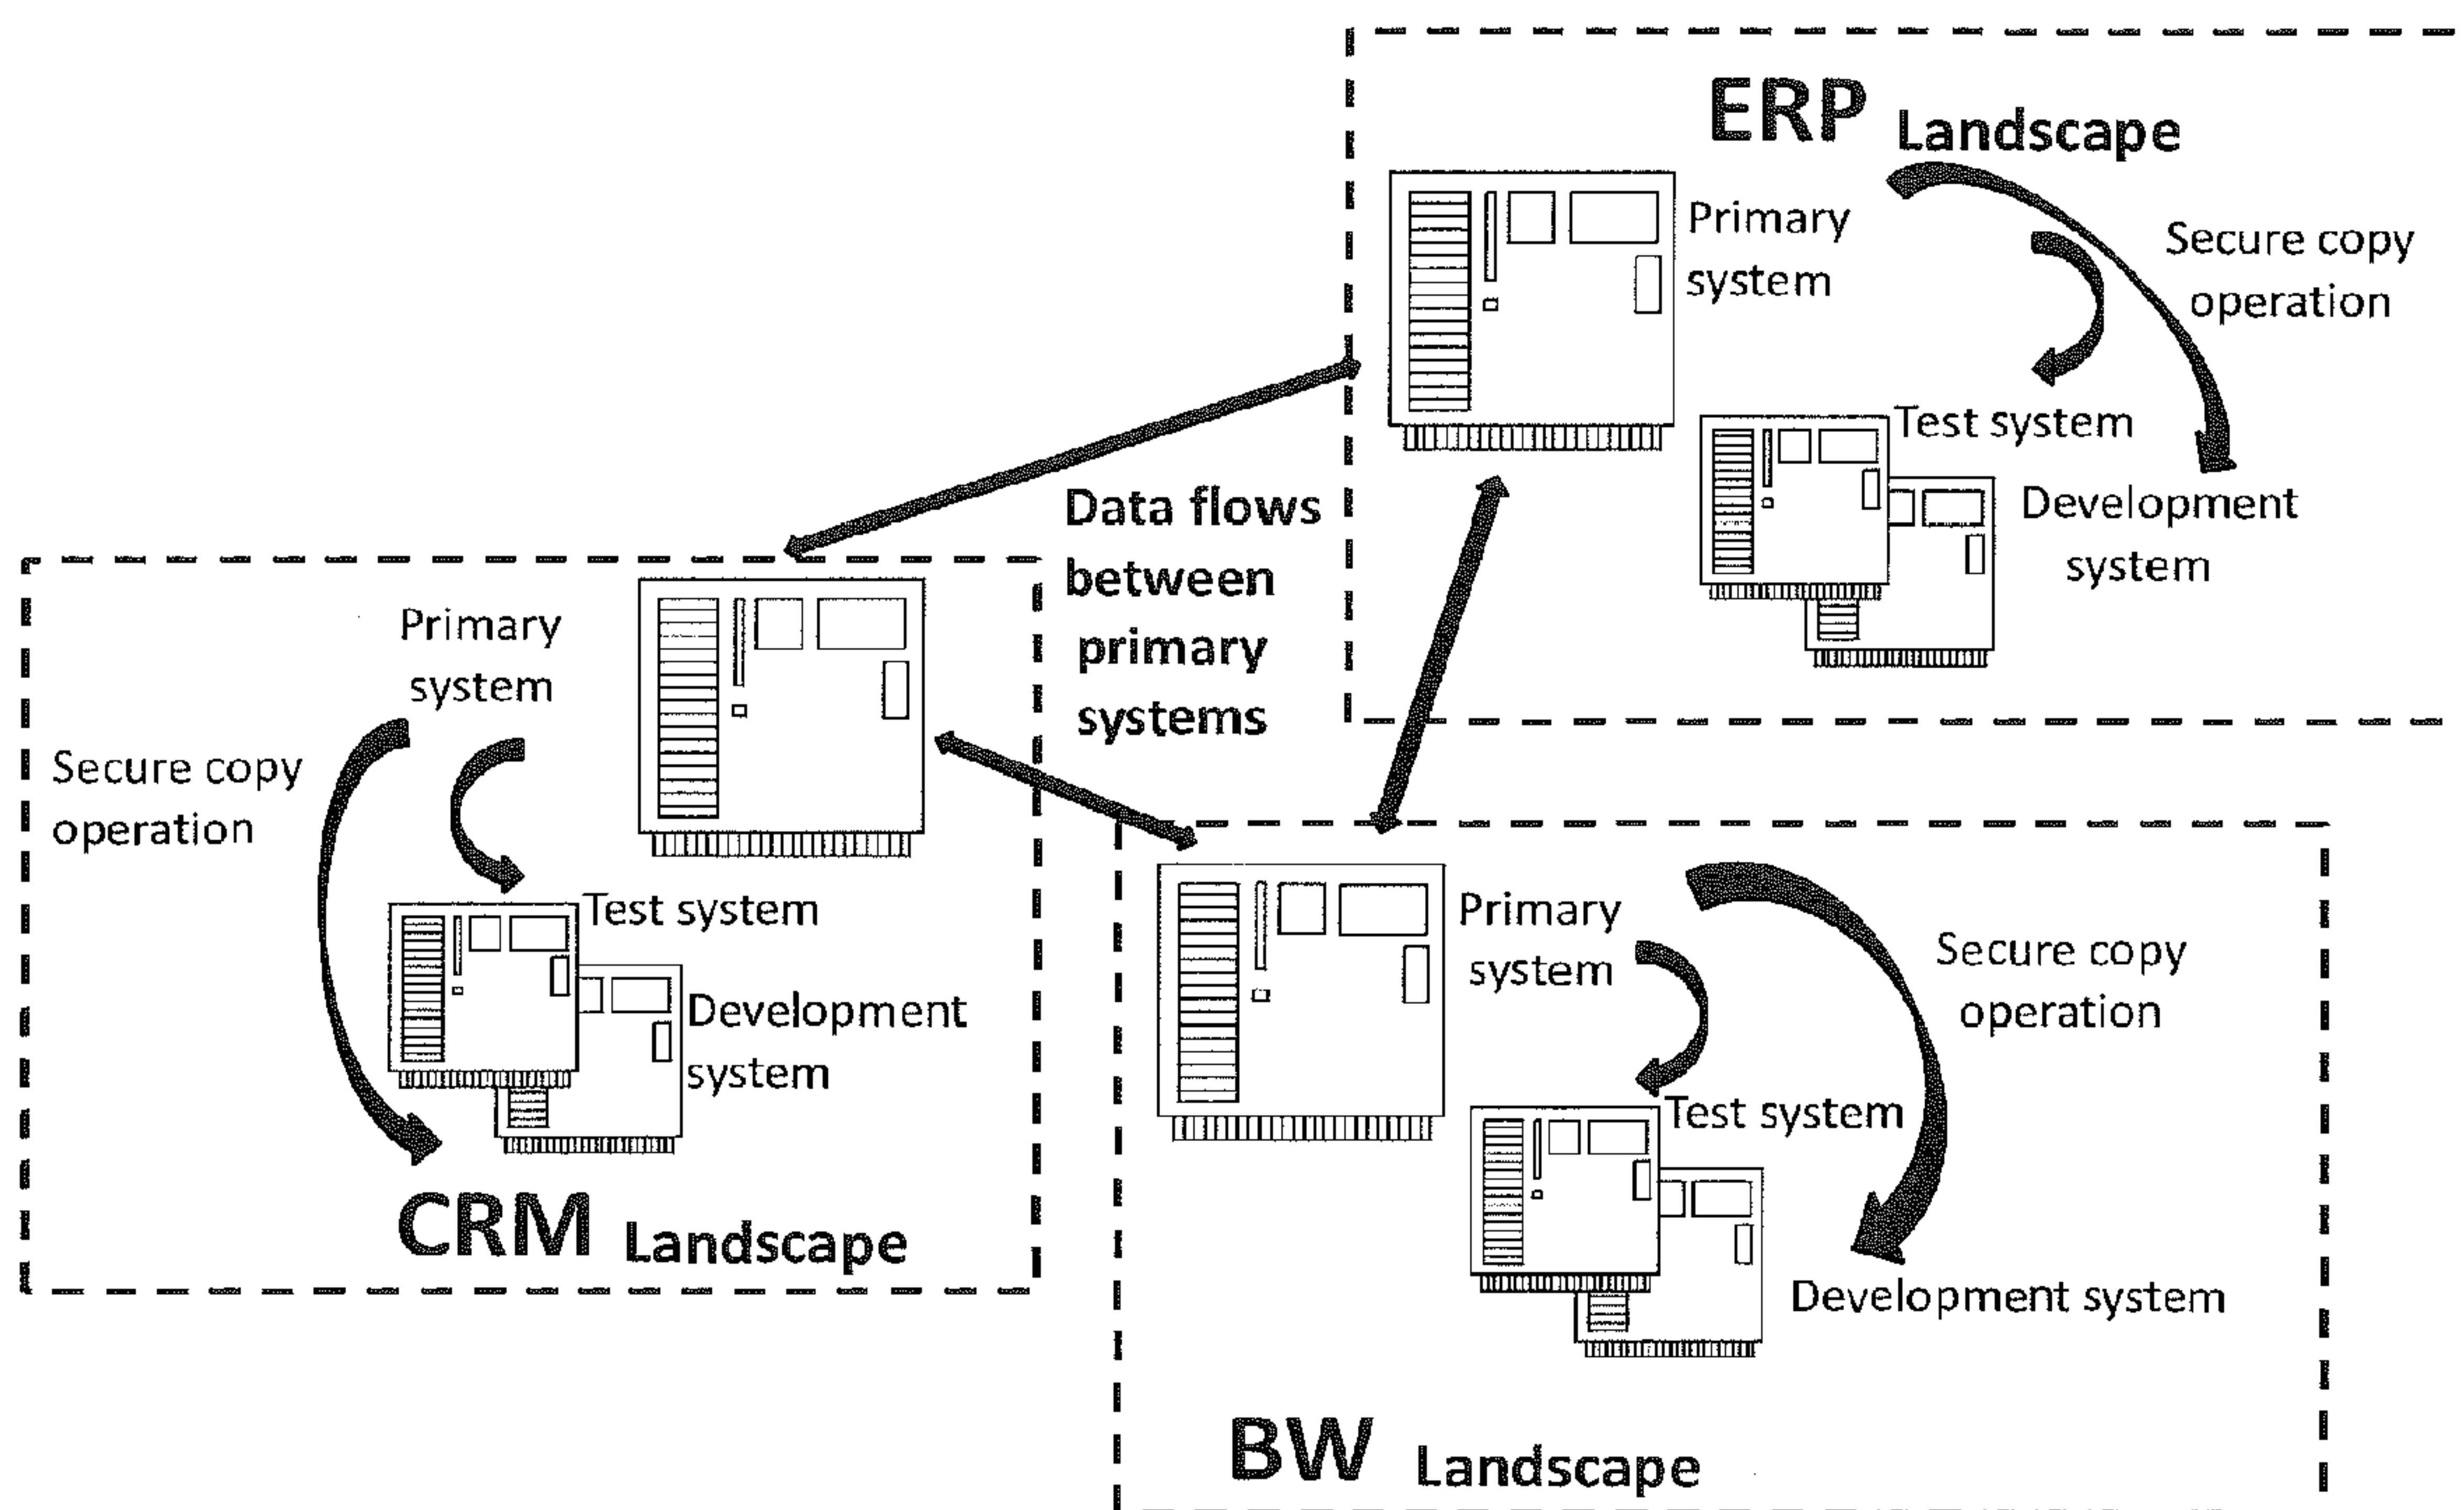 ERP Landscape
Primary
system
Secure copy
operation
Test system
Development
system
Data flows
between
primary
systems
Primary
system
Secure copy
operation
Test system
Development
system
CRM Landscape
Primary
system
Secure copy
operation
Test system
Development system
BW Landscape